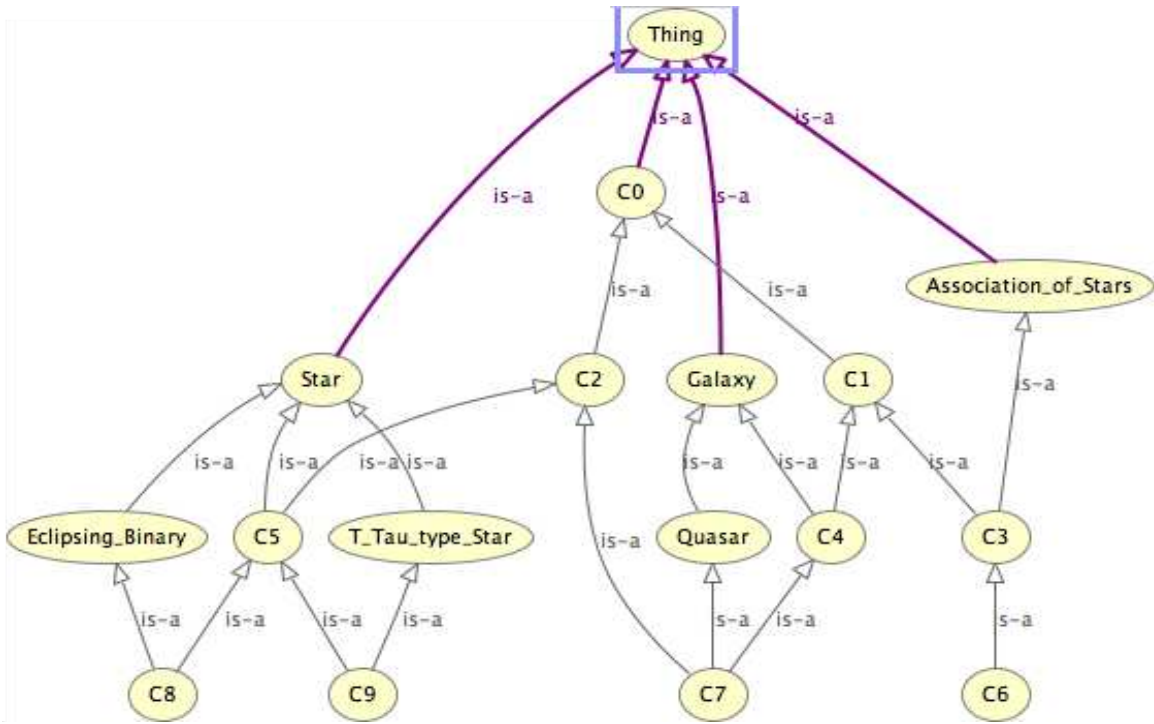 Thing
is-a is-a
C0
is-a is-a
Association_of_Stars
is-a is-a
Star C2 Galaxy C1
is-a
is-a is-a is-a is-a is-a is-a is-a is-a
Eclipsing_Binary C5 T_Tau_type_Star Quasar C4 C3
is-a
is-a is-a is-a is-a s-a is-a s-a
C8 C9 C7 C6